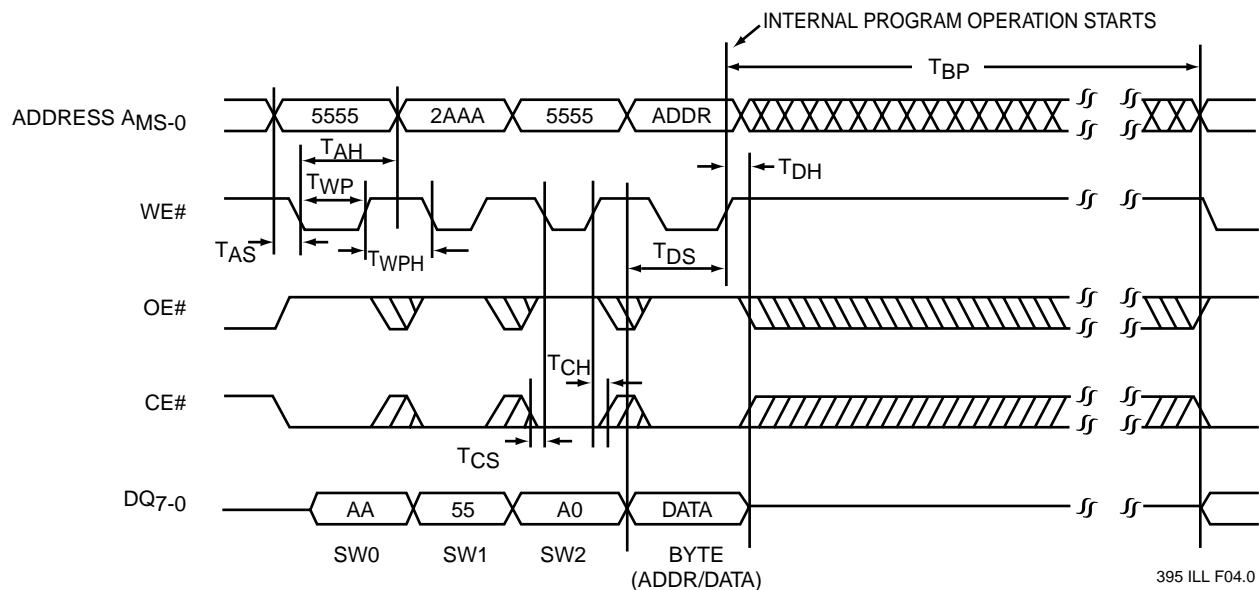 INTERNAL PROGRAM OPERATION STARTS
TBP
ADDRESS AMS-0
5555
2AAA
5555
ADDR
TAH
TDH
TWP
WE#
TAS
TWPH
TDS
OE#
TCH
CE#
TCS
DQ7-0
AA
55
A0
DATA
SW0
SW1
SW2
BYTE
(ADDR/DATA)
395 ILL F04.0